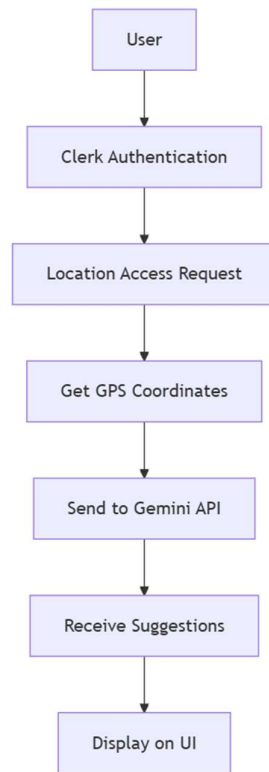 User
Clerk Authentication
Location Access Request
Get GPS Coordinates
Send to Gemini API
Receive Suggestions
Display on UI